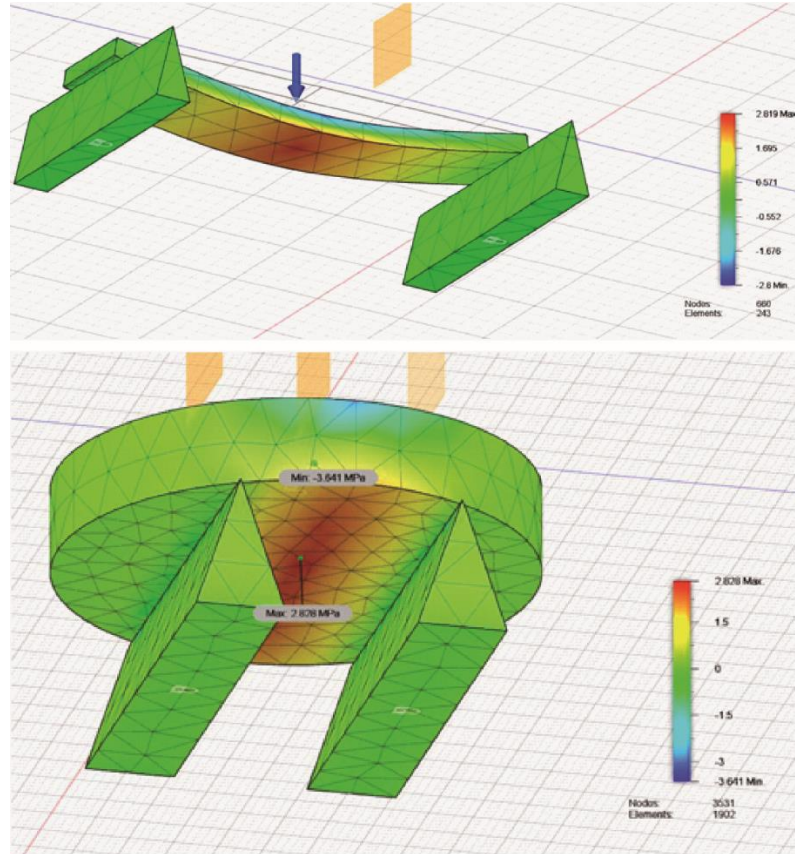 2.819 Max.
1.695
0.571
-0.552
-1.676
-2.8 Min.
Nodes: 660
Elements: 243
Min: -3.641 MPa
Max: 2.828 MPa
2.828 Max.
1.5
0
-1.5
-3
-3.641 Min.
Nodes: 3531
Elements: 1902